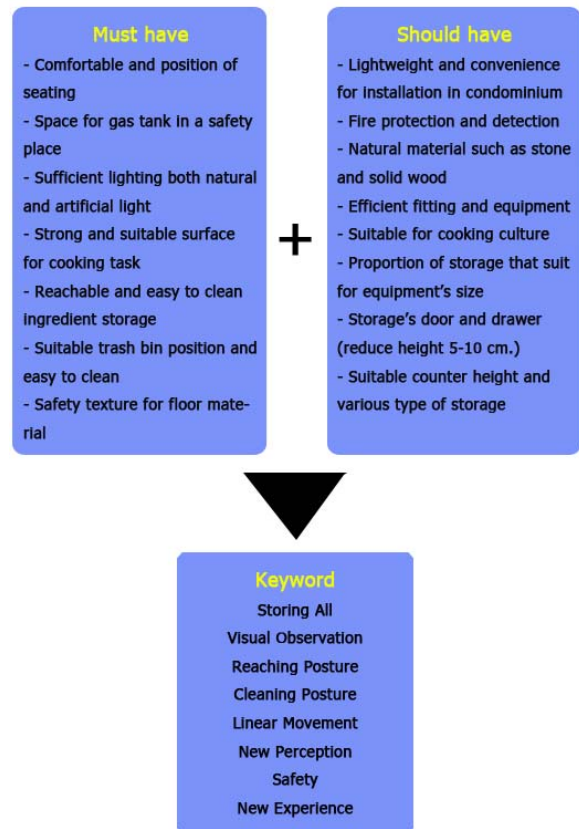 Must have
- Comfortable and position of
seating
- Space for gas tank in a safety
place
- Sufficient lighting both natural
and artificial light
- Strong and suitable surface
for cooking task
- Reachable and easy to clean
ingredient storage
- Suitable trash bin position and
easy to clean
- Safety texture for floor mate-
rial
+
Should have
- Lightweight and convenience
for installation in condominium
- Fire protection and detection
- Natural material such as stone
and solid wood
- Efficient fitting and equipment
- Suitable for cooking culture
- Proportion of storage that suit
for equipment's size
- Storage's door and drawer
(reduce height 5-10 cm.)
- Suitable counter height and
various type of storage
Keyword
Storing All
Visual Observation
Reaching Posture
Cleaning Posture
Linear Movement
New Perception
Safety
New Experience